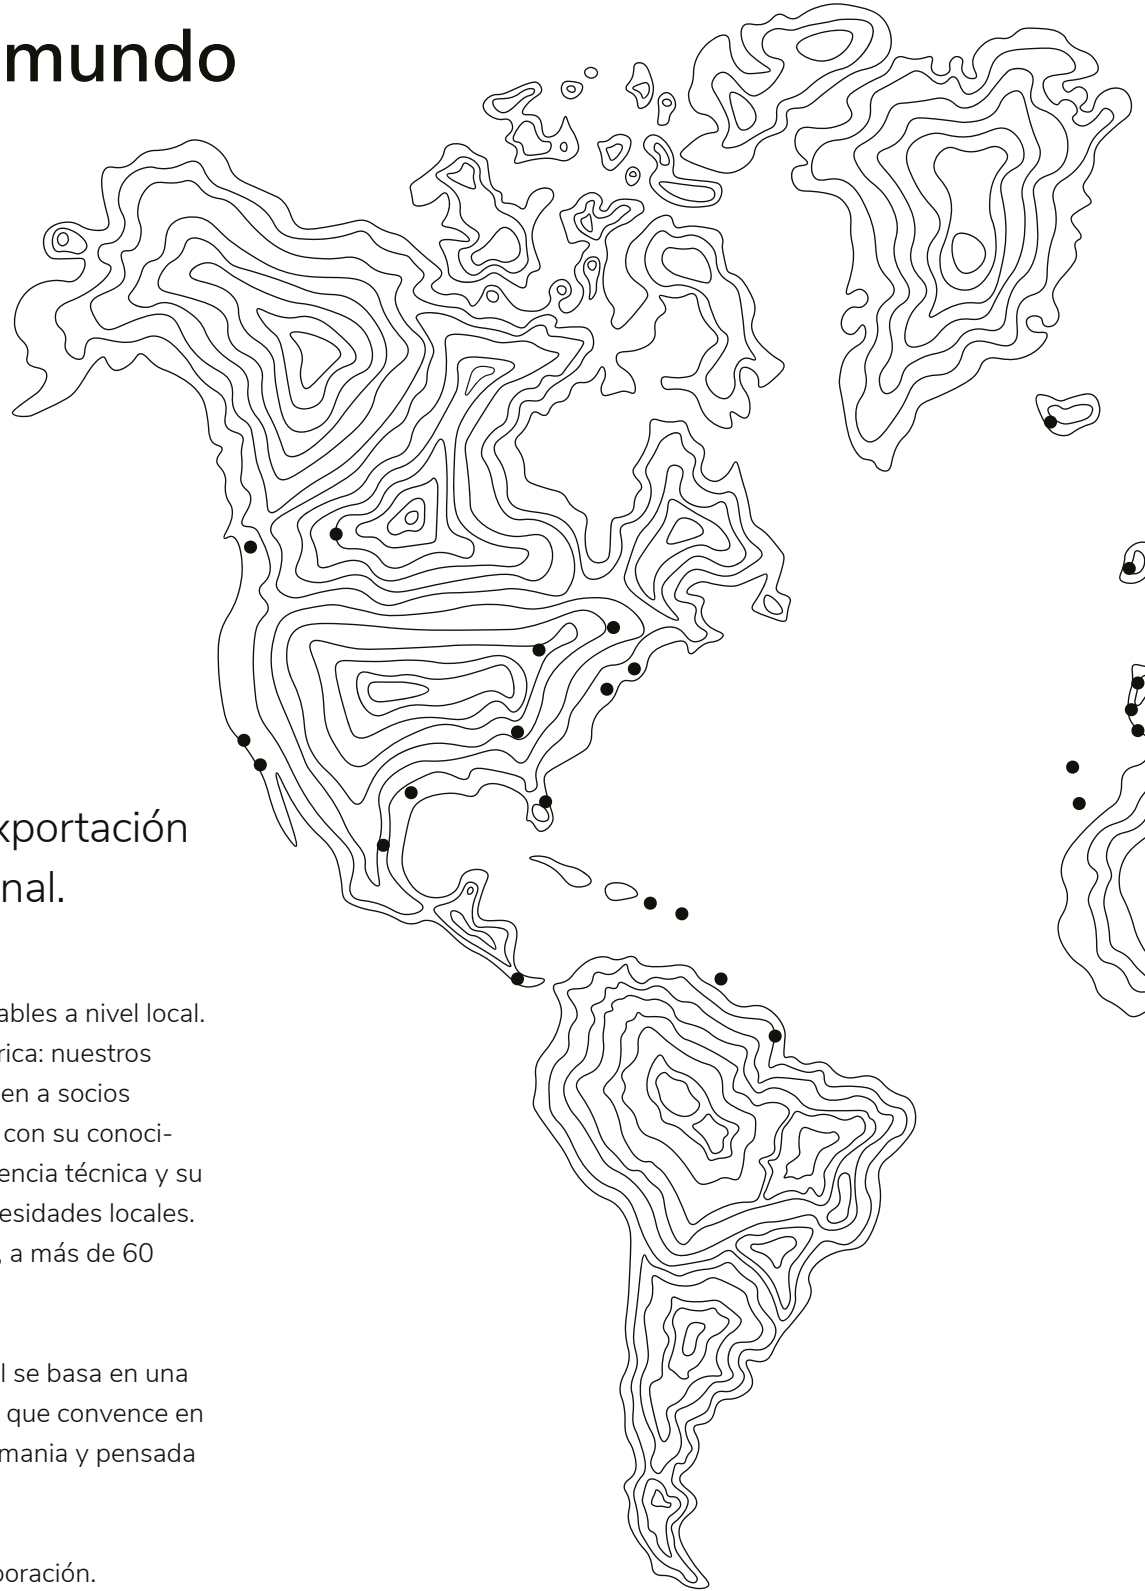 mundo
xportación
nal.
ables a nivel local.
rica: nuestros
en a socios
con su conoci-
encia técnica y su
esidades locales.
, a más de 60
l se basa en una
que convence en
mania y pensada
oración.